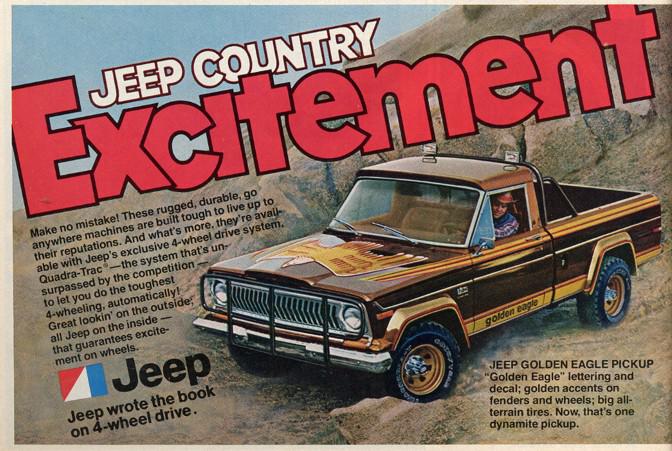 JEEP COUNTRY
Excitement
Make no mistake! These rugged, durable, go
anywhere machines are built tough to live up to
their reputations. And what's more, they're avail-
able with Jeep's exclusive 4-wheel drive system,
Quadra-Trac®—the system that's un-
surpassed by the competition
to let you do the toughest
4-wheeling, automatically!
Great lookin' on the outside;
all Jeep on the inside—
that guarantees excite-
ment on wheels.
Jeep
Jeep wrote the book
on 4-wheel drive.
golden eagle
JEEP GOLDEN EAGLE PICKUP
"Golden Eagle" lettering and
decal; golden accents on
fenders and wheels; big all-
terrain tires. Now, that's one
dynamite pickup.